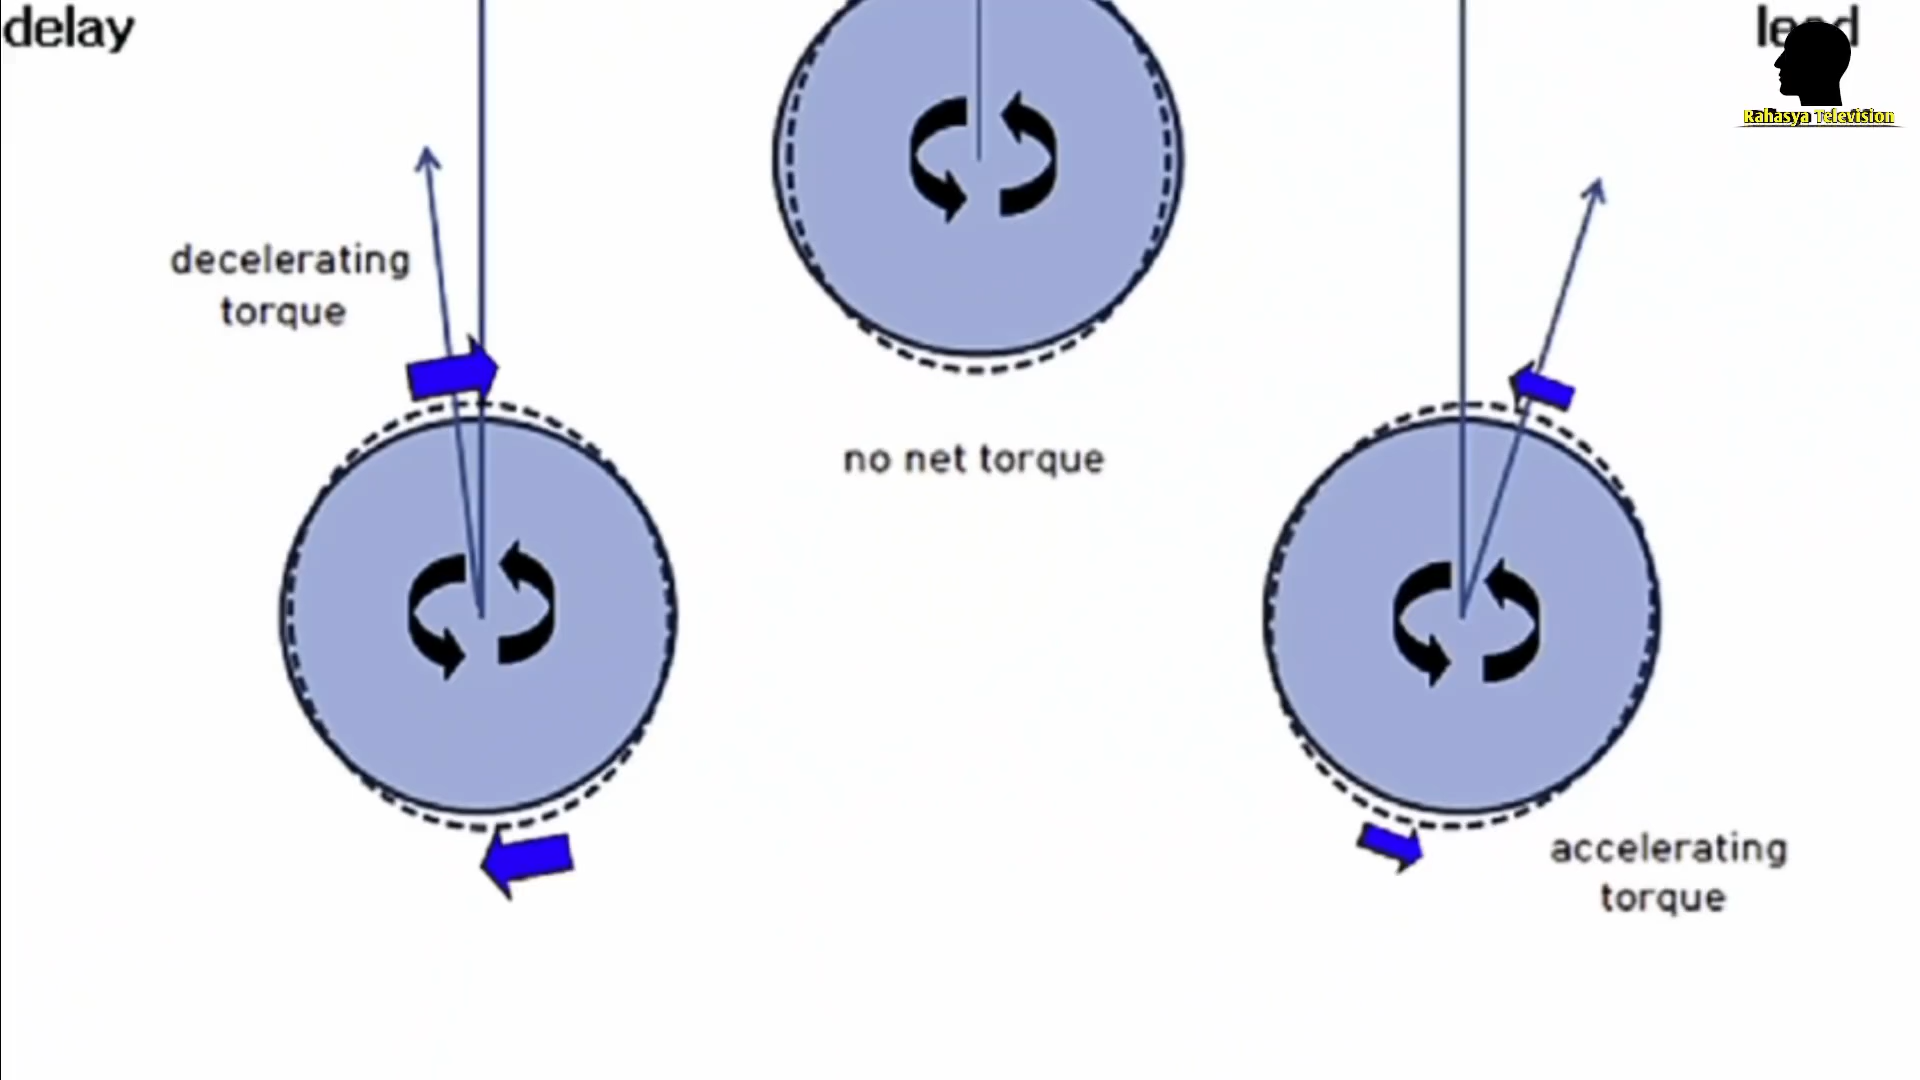 delay
lead
Rahasya Television
decelerating
torque
no net torque
accelerating
torque